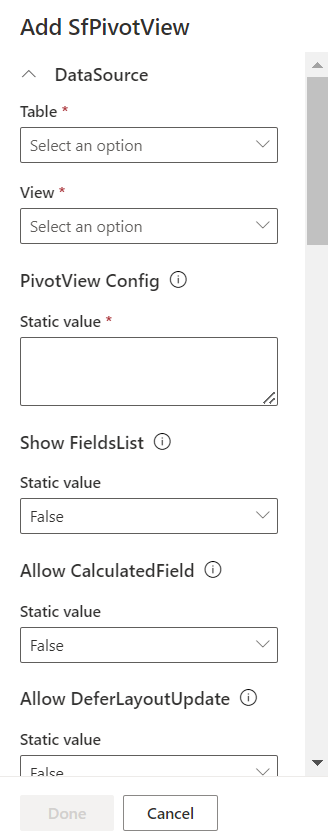 Add SfPivotView
DataSource
Table *
Select an option
View *
Select an option
PivotView Config
Static value *
Show FieldsList
Static value
False
Allow CalculatedField
Static value
False
Allow DeferLayoutUpdate
Static value
False
Done
Cancel